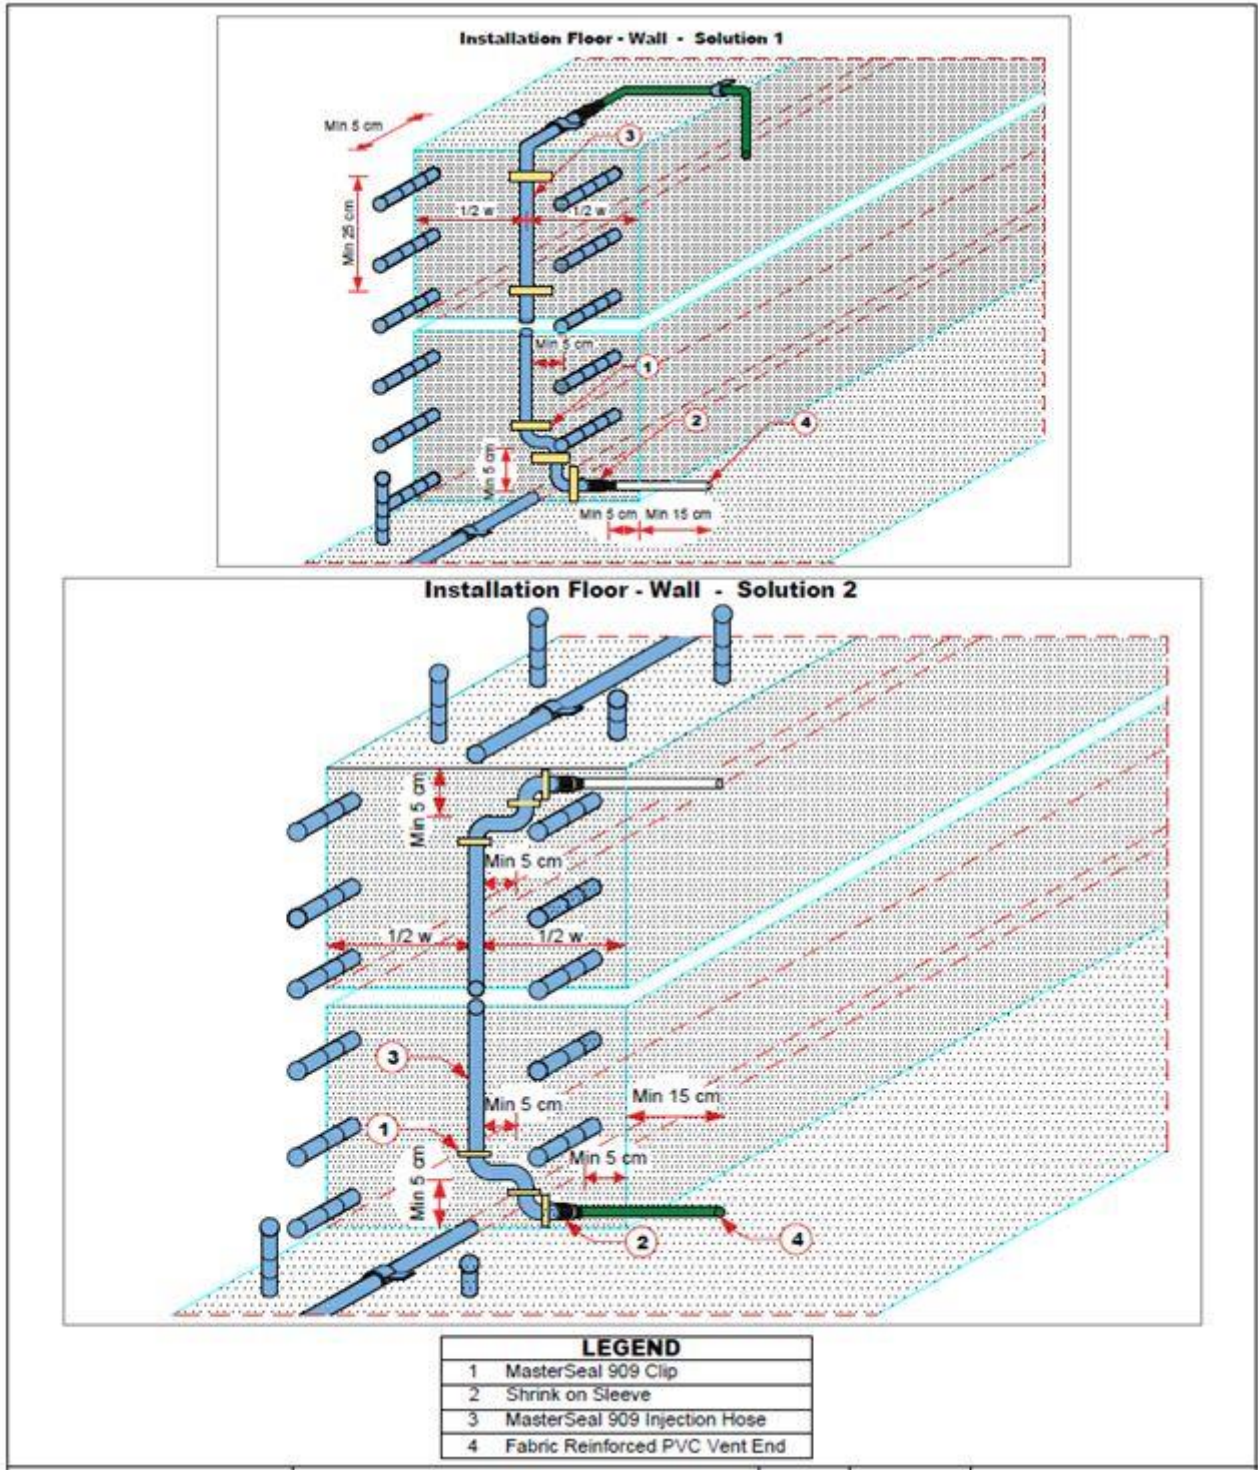 Installation Floor - Wall - Solution 1
Min 5 cm
3
1/2 w
1/2 w
Min 25 cm
Min 5 cm
1
2
4
Min 5 cm
Min 5 cm
Min 15 cm
Installation Floor - Wall - Solution 2
Min 5 cm
Min 5 cm
1/2 w
1/2 w
3
Min 5 cm
Min 15 cm
1
Min 5 cm
Min 5 cm
2
4
LEGEND
1 MasterSeal 909 Clip
2 Shrink on Sleeve
3 MasterSeal 909 Injection Hose
4 Fabric Reinforced PVC Vent End